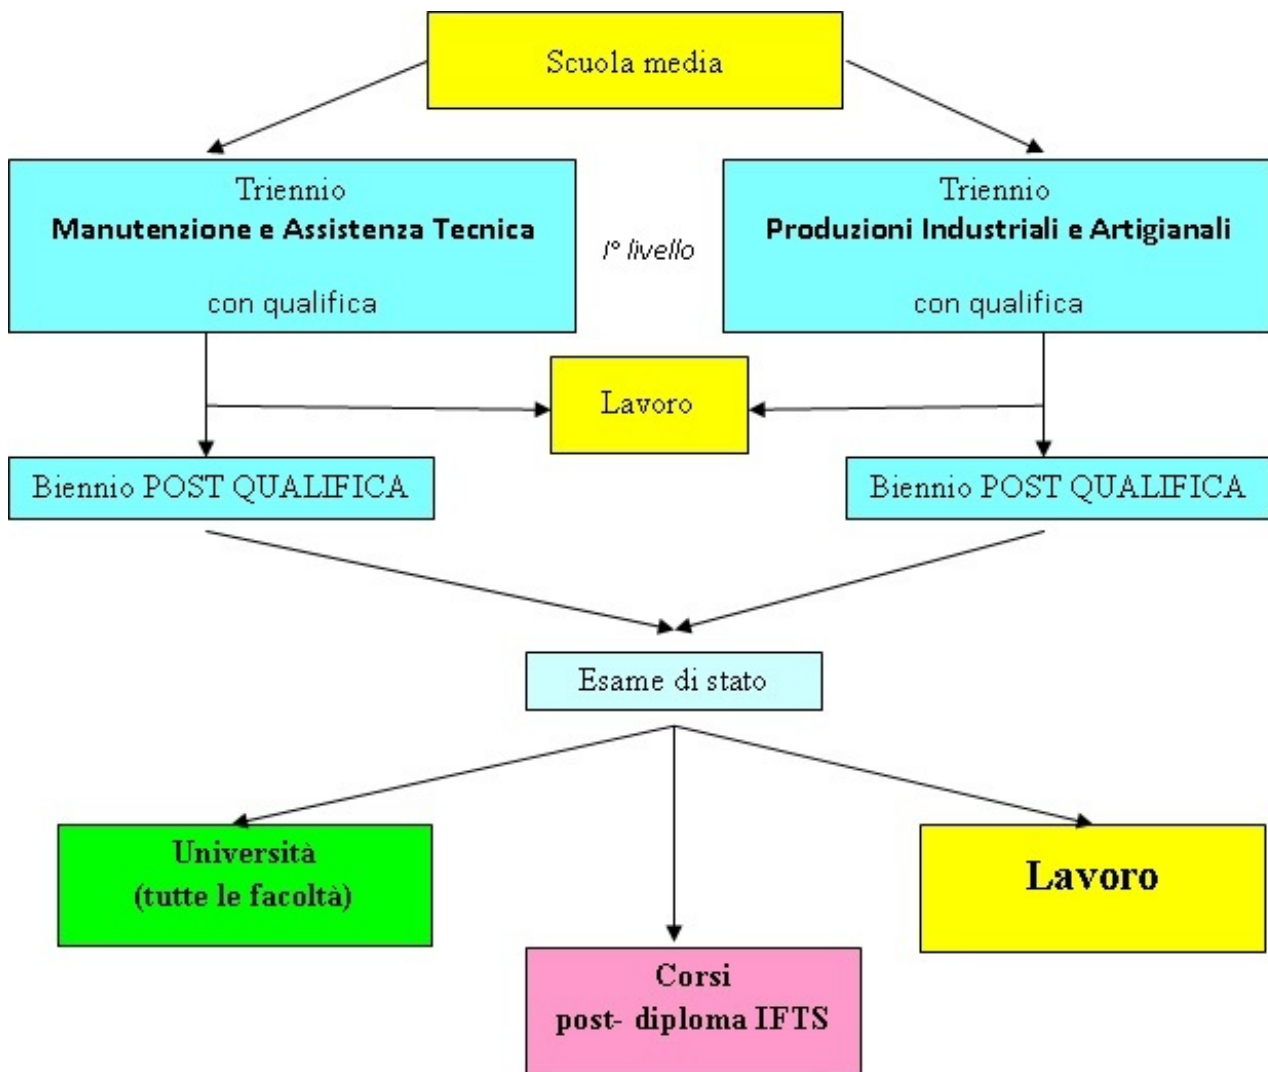 Scuola media
Triennio
Manutenzione e Assistenza Tecnica
con qualifica
I° livello
Triennio
Produzioni Industriali e Artigianali
con qualifica
Lavoro
Biennio POST QUALIFICA
Biennio POST QUALIFICA
Esame di stato
Università
(tutte le facoltà)
Lavoro
Corsi
post- diploma IFTS